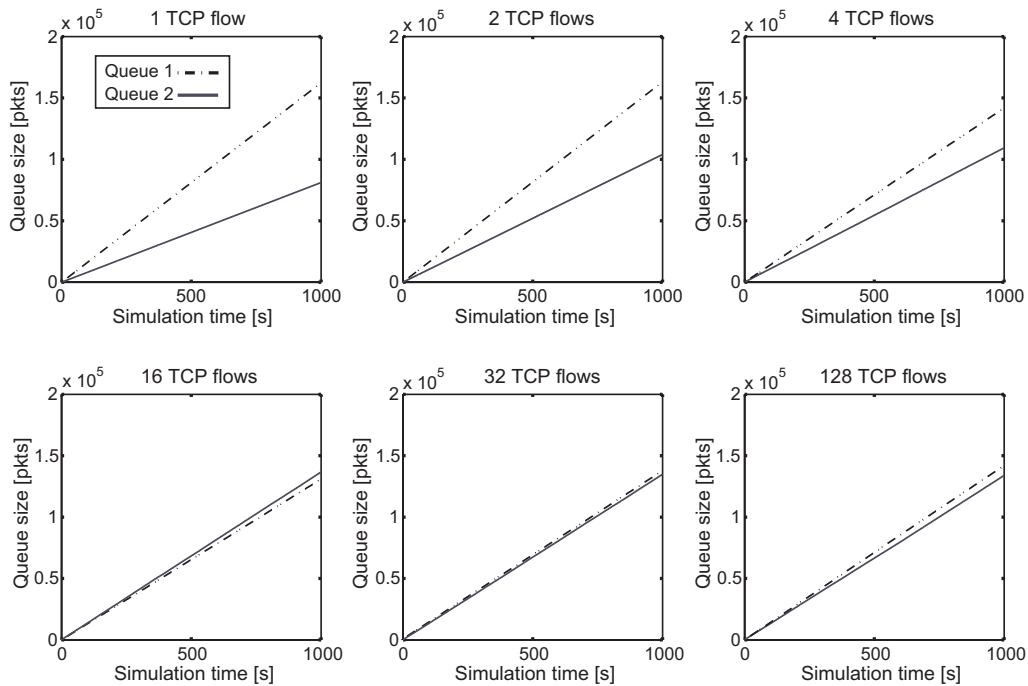 1 TCP flow
x 10^5
Queue size [pkts]
2
1.5
1
0.5
0
Queue 1
Queue 2
0 500 1000
Simulation time [s]
2 TCP flows
x 10^5
Queue size [pkts]
2
1.5
1
0.5
0
0 500 1000
Simulation time [s]
4 TCP flows
x 10^5
Queue size [pkts]
2
1.5
1
0.5
0
0 500 1000
Simulation time [s]
16 TCP flows
x 10^5
Queue size [pkts]
2
1.5
1
0.5
0
0 500 1000
Simulation time [s]
32 TCP flows
x 10^5
Queue size [pkts]
2
1.5
1
0.5
0
0 500 1000
Simulation time [s]
128 TCP flows
x 10^5
Queue size [pkts]
2
1.5
1
0.5
0
0 500 1000
Simulation time [s]